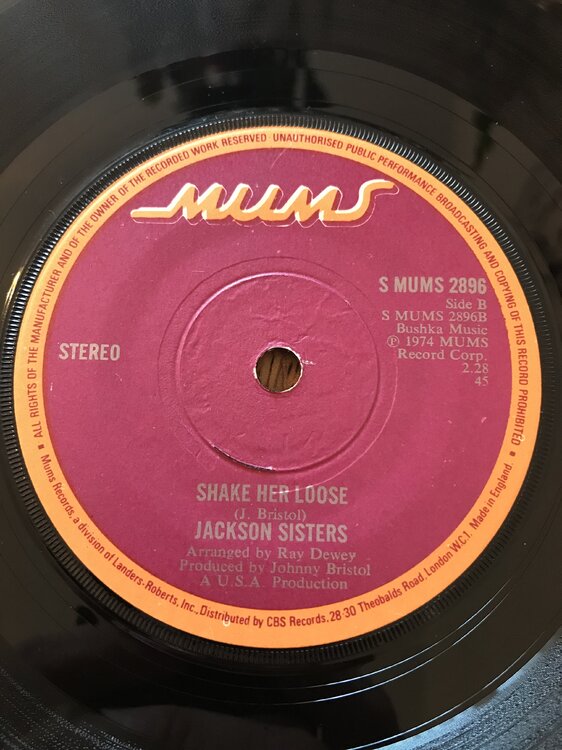 ALL RIGHTS OF THE MANUFACTURER AND OF THE OWNER OF THE RECORDED WORK RESERVED · UNAUTHORISED PUBLIC PERFORMANCE BROADCASTING AND COPYING OF THIS RECORD PROHIBITED
MUMS
S MUMS 2896
Side B
S MUMS 2896B
Bushka Music
Ⓟ 1974 MUMS
Record Corp.
2.28
45
STEREO
SHAKE HER LOOSE
(J. Bristol)
JACKSON SISTERS
Arranged by Ray Dewey
Produced by Johnny Bristol
A U.S.A. Production
Mums Records, a division of Landers-Roberts, Inc., Distributed by CBS Records, 28-30 Theobalds Road, London WC1. Made in England.